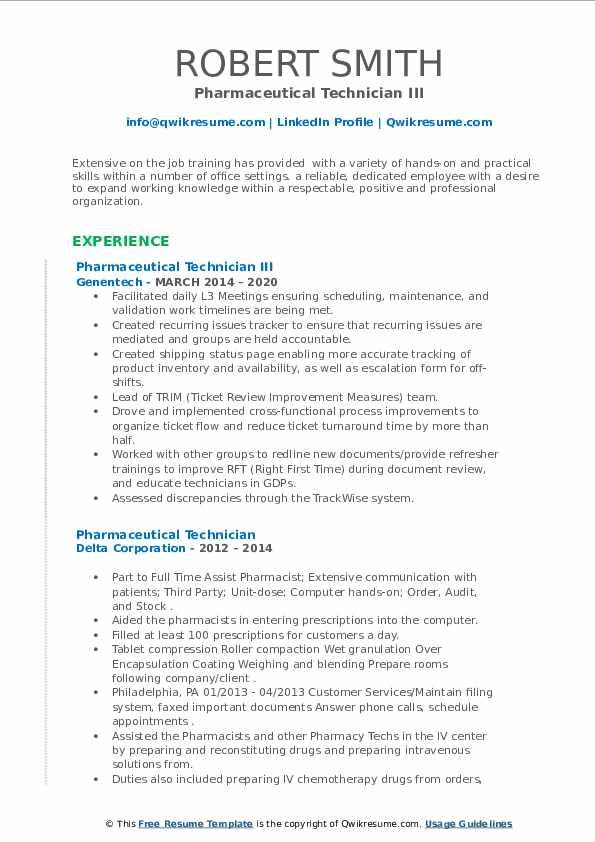 ROBERT SMITH
Pharmaceutical Technician III
info@qwikresume.com | LinkedIn Profile | Qwikresume.com
Extensive on the job training has provided  with a variety of hands-on and practical
skills within a number of office settings. a reliable, dedicated employee with a desire
to expand working knowledge within a respectable, positive and professional
organization.
EXPERIENCE
Pharmaceutical Technician III
Genentech - MARCH 2014 – 2020
• Facilitated daily L3 Meetings ensuring scheduling, maintenance, and
validation work timelines are being met.
• Created recurring issues tracker to ensure that recurring issues are
mediated and groups are held accountable.
• Created shipping status page enabling more accurate tracking of
product inventory and availability, as well as escalation form for off-
shifts.
• Lead of TRIM (Ticket Review Improvement Measures) team.
• Drove and implemented cross-functional process improvements to
organize ticket flow and reduce ticket turnaround time by more than
half.
• Worked with other groups to redline new documents/provide refresher
trainings to improve RFT (Right First Time) during document review,
and educate technicians in GDPs.
• Assessed discrepancies through the TrackWise system.
Pharmaceutical Technician
Delta Corporation - 2012 – 2014
• Part to Full Time Assist Pharmacist; Extensive communication with
patients; Third Party; Unit-dose; Computer hands-on; Order, Audit,
and Stock .
• Aided the pharmacists in entering prescriptions into the computer.
• Filled at least 100 prescriptions for customers a day.
• Tablet compression Roller compaction Wet granulation Over
Encapsulation Coating Weighing and blending Prepare rooms
following company/client .
• Philadelphia, PA 01/2013 - 04/2013 Customer Services/Maintain filing
system, faxed important documents Answer phone calls, schedule
appointments .
• Assisted the Pharmacists and other Pharmacy Techs in the IV center
by preparing and reconstituting drugs and preparing intravenous
solutions from.
• Duties also included preparing IV chemotherapy drugs from orders,
© This Free Resume Template is the copyright of Qwikresume.com. Usage Guidelines